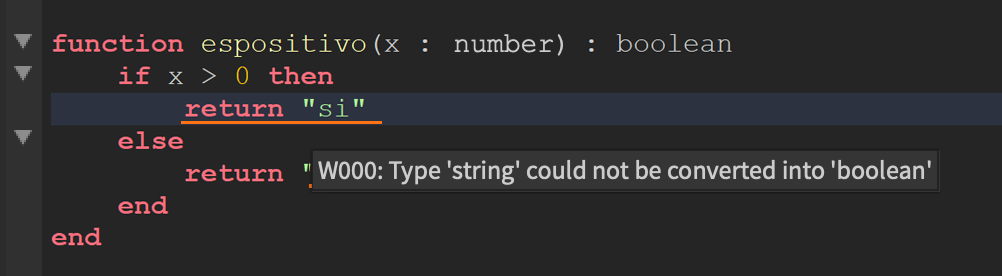 function espositivo(x : number) : boolean
if x > 0 then
return "si"
else
return "
W000: Type 'string' could not be converted into 'boolean'
end
end